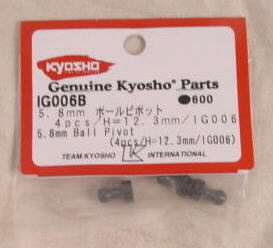 KYOSHO
Genuine Kyosho® Parts
IG006B ●600
5.8mm ボールピボット
4pcs/H=12.3mm/IG006
5.8mm Ball Pivot
(4pcs/H=12.3mm/IG006)
TEAM KYOSHO INTERNATIONAL